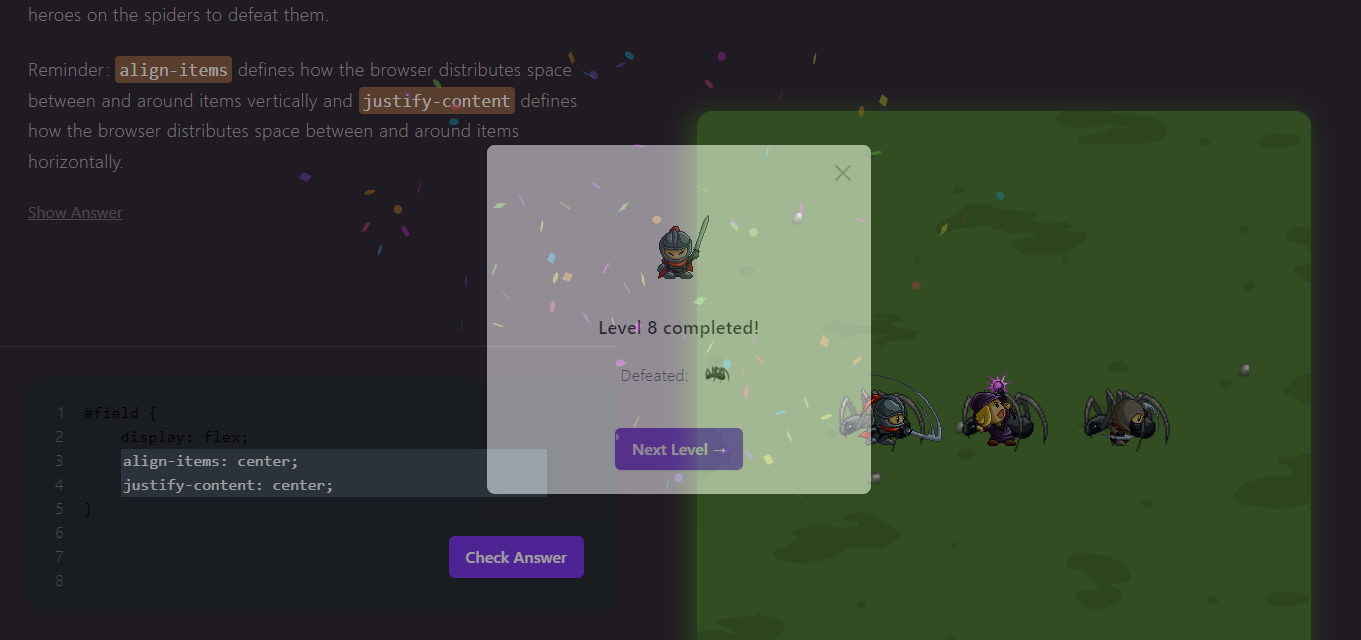 heroes on the spiders to defeat them.
Reminder: align-items defines how the browser distributes space
between and around items vertically and justify-content defines
how the browser distributes space between and around items
horizontally.
Show Answer
Level 8 completed!
Defeated:
Next Level →
1 #field {
2 display: flex;
3 align-items: center;
4 justify-content: center;
5 }
6
7
8
Check Answer